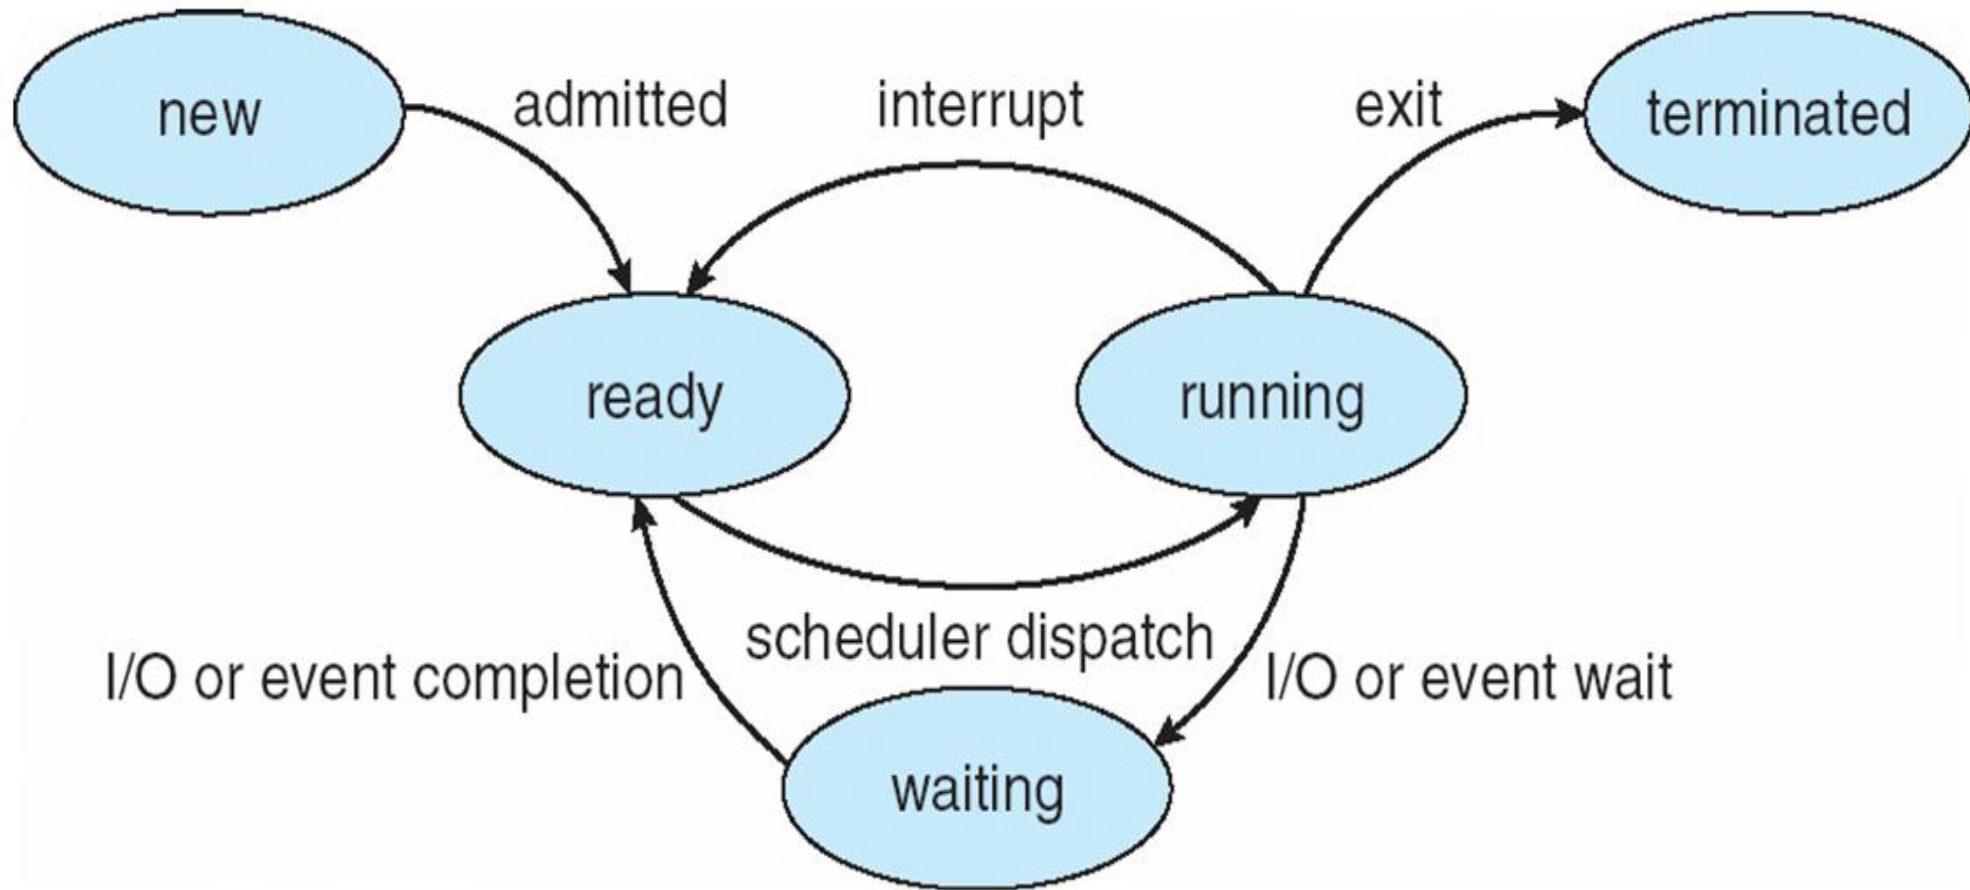 new
admitted
interrupt
exit
terminated
ready
running
scheduler dispatch
I/O or event completion
I/O or event wait
waiting